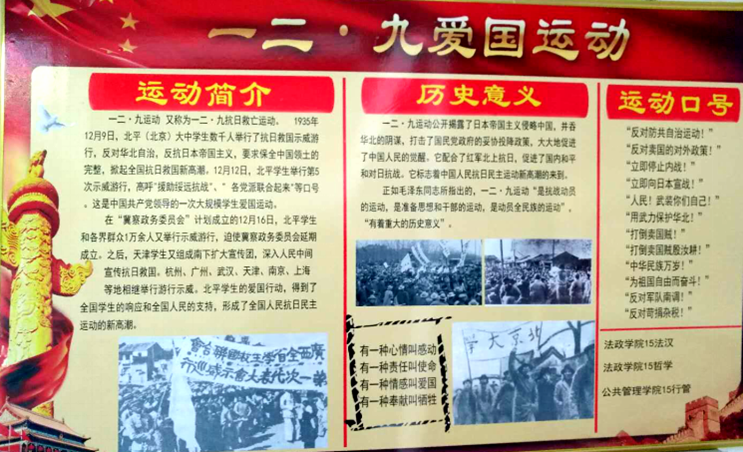 一二·九爱国运动
运动简介
一二·九运动 又称为一二·九抗日救亡运动。 1935年
12月9日，北平（北京）大中学生数千人举行了抗日救国示威游
行，反对华北自治，反抗日本帝国主义，要求保全中国领土的
完整，掀起全国抗日救国新高潮。12月12日，北平学生举行第5
次示威游行，高呼“援助绥远抗战”、“各党派联合起来”等口号
。这是中国共产党领导的一次大规模学生爱国运动。
在“冀察政务委员会”计划成立的12月16日，北平学生
和各界群众1万余人又举行示威游行，迫使冀察政务委员会延期
成立。之后，天津学生又组成南下扩大宣传团，深入人民中间
宣传抗日救国。杭州、广州、武汉、天津、南京、上海
等地相继举行游行示威。北平学生的爱国行动，得到了
全国学生的响应和全国人民的支持，形成了全国人民抗日民主
运动的新高潮。
廣西全省學生救國聯合會
第一次代表大會示威巡行
历史意义
一二·九运动公开揭露了日本帝国主义侵略中国，并吞
华北的阴谋，打击了国民党政府的妥协投降政策，大大地促进
了中国人民的觉醒。它配合了红军北上抗日，促进了国内和平
和对日抗战。它标志着中国人民抗日民主运动新高潮的到来。
正如毛泽东同志所指出的，一二·九运动“是抗战动员
的运动，是准备思想和干部的运动，是动员全民族的运动”，
“有着重大的历史意义”。
有一种心情叫感动
有一种责任叫使命
有一种情感叫爱国
有一种奉献叫牺牲
學大京北
运动口号
“反对防共自治运动！”
“反对卖国的对外政策！”
“立即停止内战！”
“立即向日本宣战！”
“人民！武装你们自己！”
“用武力保护华北！”
“打倒卖国贼！”
“打倒卖国贼殷汝耕！”
“中华民族万岁！”
“为祖国自由而奋斗！”
“反对军队南调！”
“反对苛捐杂税！”
法政学院15法汉
法政学院15哲学
公共管理学院15行管